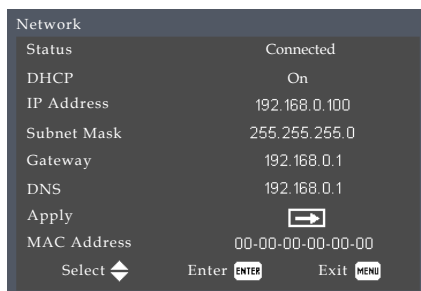 Network
Status Connected
DHCP On
IP Address 192.168.0.100
Subnet Mask 255.255.255.0
Gateway 192.168.0.1
DNS 192.168.0.1
Apply
MAC Address 00-00-00-00-00-00
Select Enter ENTER Exit MENU